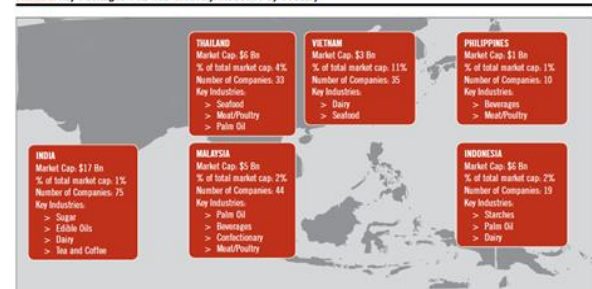 THAILAND
Market Cap: $6 Bn
% of total market cap: 4%
Number of Companies: 33
Key Industries:
> Seafood
> Meat/Poultry
> Palm Oil
VIETNAM
Market Cap: $3 Bn
% of total market cap: 11%
Number of Companies: 35
Key Industries:
> Dairy
> Seafood
PHILIPPINES
Market Cap: $1 Bn
% of total market cap: 1%
Number of Companies: 10
Key Industries:
> Beverages
> Meat/Poultry
INDIA
Market Cap: $17 Bn
% of total market cap: 1%
Number of Companies: 75
Key Industries:
> Sugar
> Edible Oils
> Dairy
> Tea and Coffee
MALAYSIA
Market Cap: $5 Bn
% of total market cap: 2%
Number of Companies: 44
Key Industries:
> Palm Oil
> Beverages
> Confectionary
> Meat/Poultry
INDONESIA
Market Cap: $6 Bn
% of total market cap: 2%
Number of Companies: 19
Key Industries:
> Starches
> Palm Oil
> Dairy